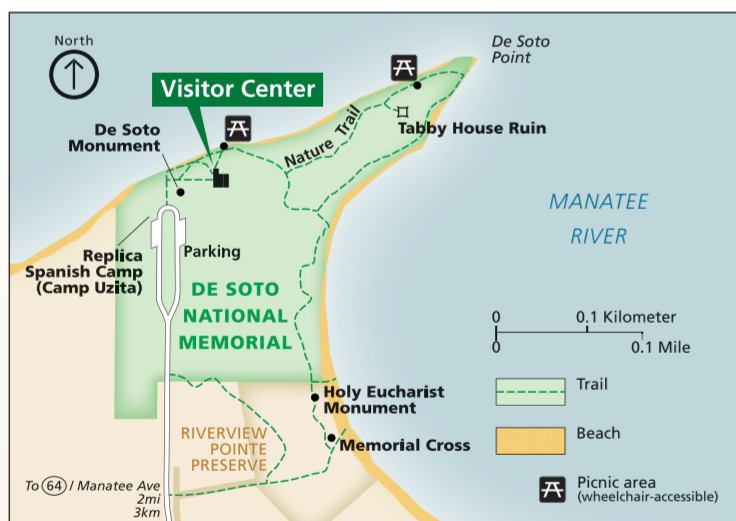 North
De Soto
Point
Visitor Center
De Soto
Monument
Nature Trail
Tabby House Ruin
MANATEE
RIVER
Replica
Spanish Camp
(Camp Uzita)
Parking
DE SOTO
NATIONAL
MEMORIAL
0
0.1 Kilometer
0
0.1 Mile
Trail
Holy Eucharist
Monument
Beach
RIVERVIEW
POINTE
PRESERVE
Memorial Cross
To 64 / Manatee Ave
2mi
3km
Picnic area
(wheelchair-accessible)